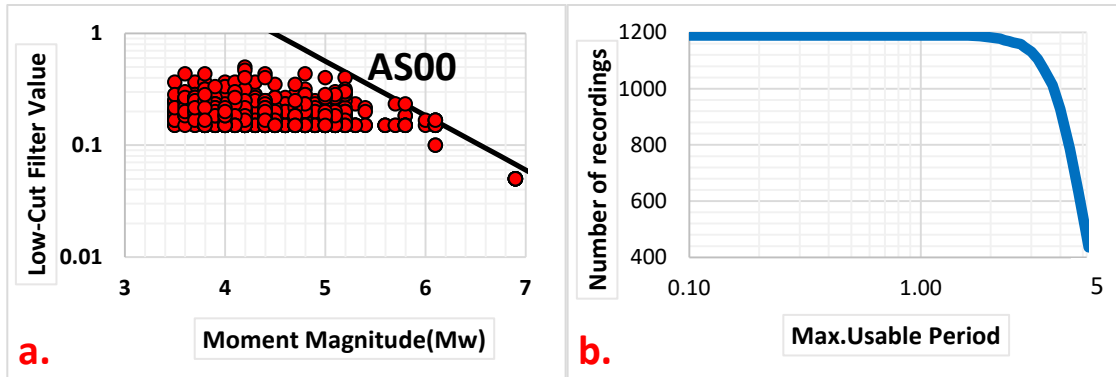 Low-Cut Filter Value
1
0.1
0.01
AS00
3 4 5 6 7
Moment Magnitude(Mw)
a.
Number of recordings
1200
1000
800
600
400
0.10 1.00 5
Max.Usable Period
b.